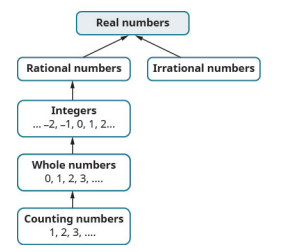 Real numbers
Rational numbers
Irrational numbers
Integers
... –2, –1, 0, 1, 2...
Whole numbers
0, 1, 2, 3, ....
Counting numbers
1, 2, 3, ....